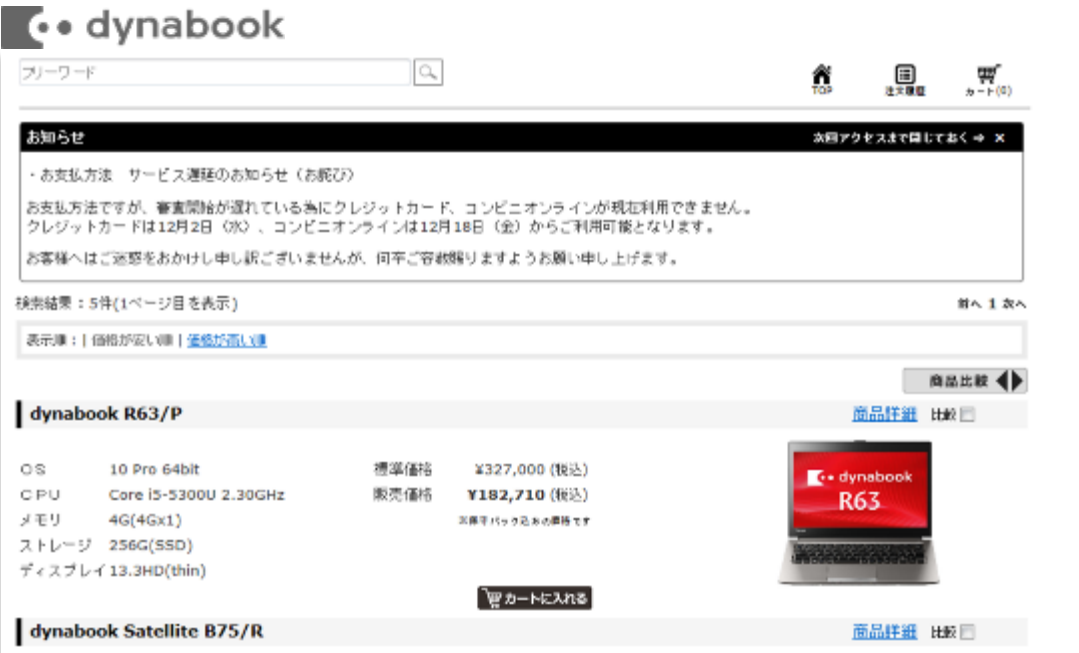 dynabook
フリーワード
TOP
注文履歴
カート(0)
お知らせ
次回アクセスまで閉じておく ⇒ ×
・お支払方法 サービス遅延のお知らせ（お詫び）
お支払方法ですが、審査開始が遅れている為にクレジットカード、コンビニオンラインが現在利用できません。
クレジットカードは12月2日（水）、コンビニオンラインは12月18日（金）からご利用可能となります。
お客様へはご迷惑をおかけし申し訳ございませんが、何卒ご容赦賜りますようお願い申し上げます。
検索結果：5件(1ページ目を表示)
前へ 1 次へ
表示順：| 価格が安い順 | 価格が高い順
商品比較
dynabook R63/P
商品詳細 比較
OS 10 Pro 64bit
CPU Core i5-5300U 2.30GHz
メモリ 4G(4Gx1)
ストレージ 256G(SSD)
ディスプレイ 13.3HD(thin)
標準価格 ¥327,000 (税込)
販売価格 ¥182,710 (税込)
※保守パック込みの価格です
カートに入れる
dynabook
R63
dynabook Satellite B75/R
商品詳細 比較